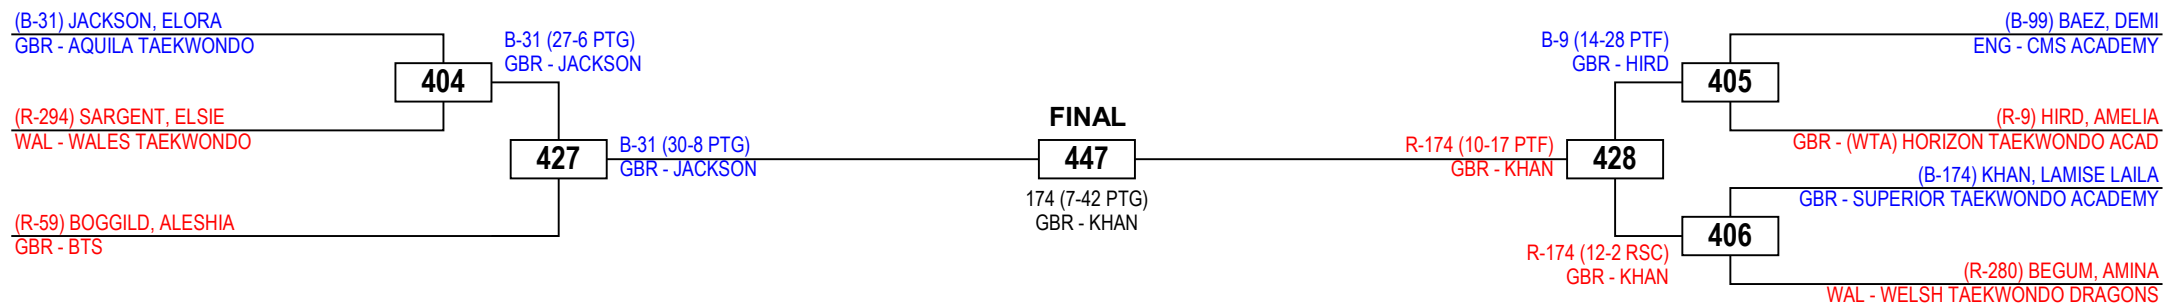 (B-31) JACKSON, ELORA
GBR - AQUILA TAEKWONDO
404
(R-294) SARGENT, ELSIE
WAL - WALES TAEKWONDO
B-31 (27-6 PTG)
GBR - JACKSON
427
(R-59) BOGGILD, ALESHIA
GBR - BTS
B-31 (30-8 PTG)
GBR - JACKSON
FINAL
447
174 (7-42 PTG)
GBR - KHAN
R-174 (10-17 PTF)
GBR - KHAN
428
B-9 (14-28 PTF)
GBR - HIRD
R-174 (12-2 RSC)
GBR - KHAN
(B-99) BAEZ, DEMI
ENG - CMS ACADEMY
405
(R-9) HIRD, AMELIA
GBR - (WTA) HORIZON TAEKWONDO ACAD
(B-174) KHAN, LAMISE LAILA
GBR - SUPERIOR TAEKWONDO ACADEMY
406
(R-280) BEGUM, AMINA
WAL - WELSH TAEKWONDO DRAGONS